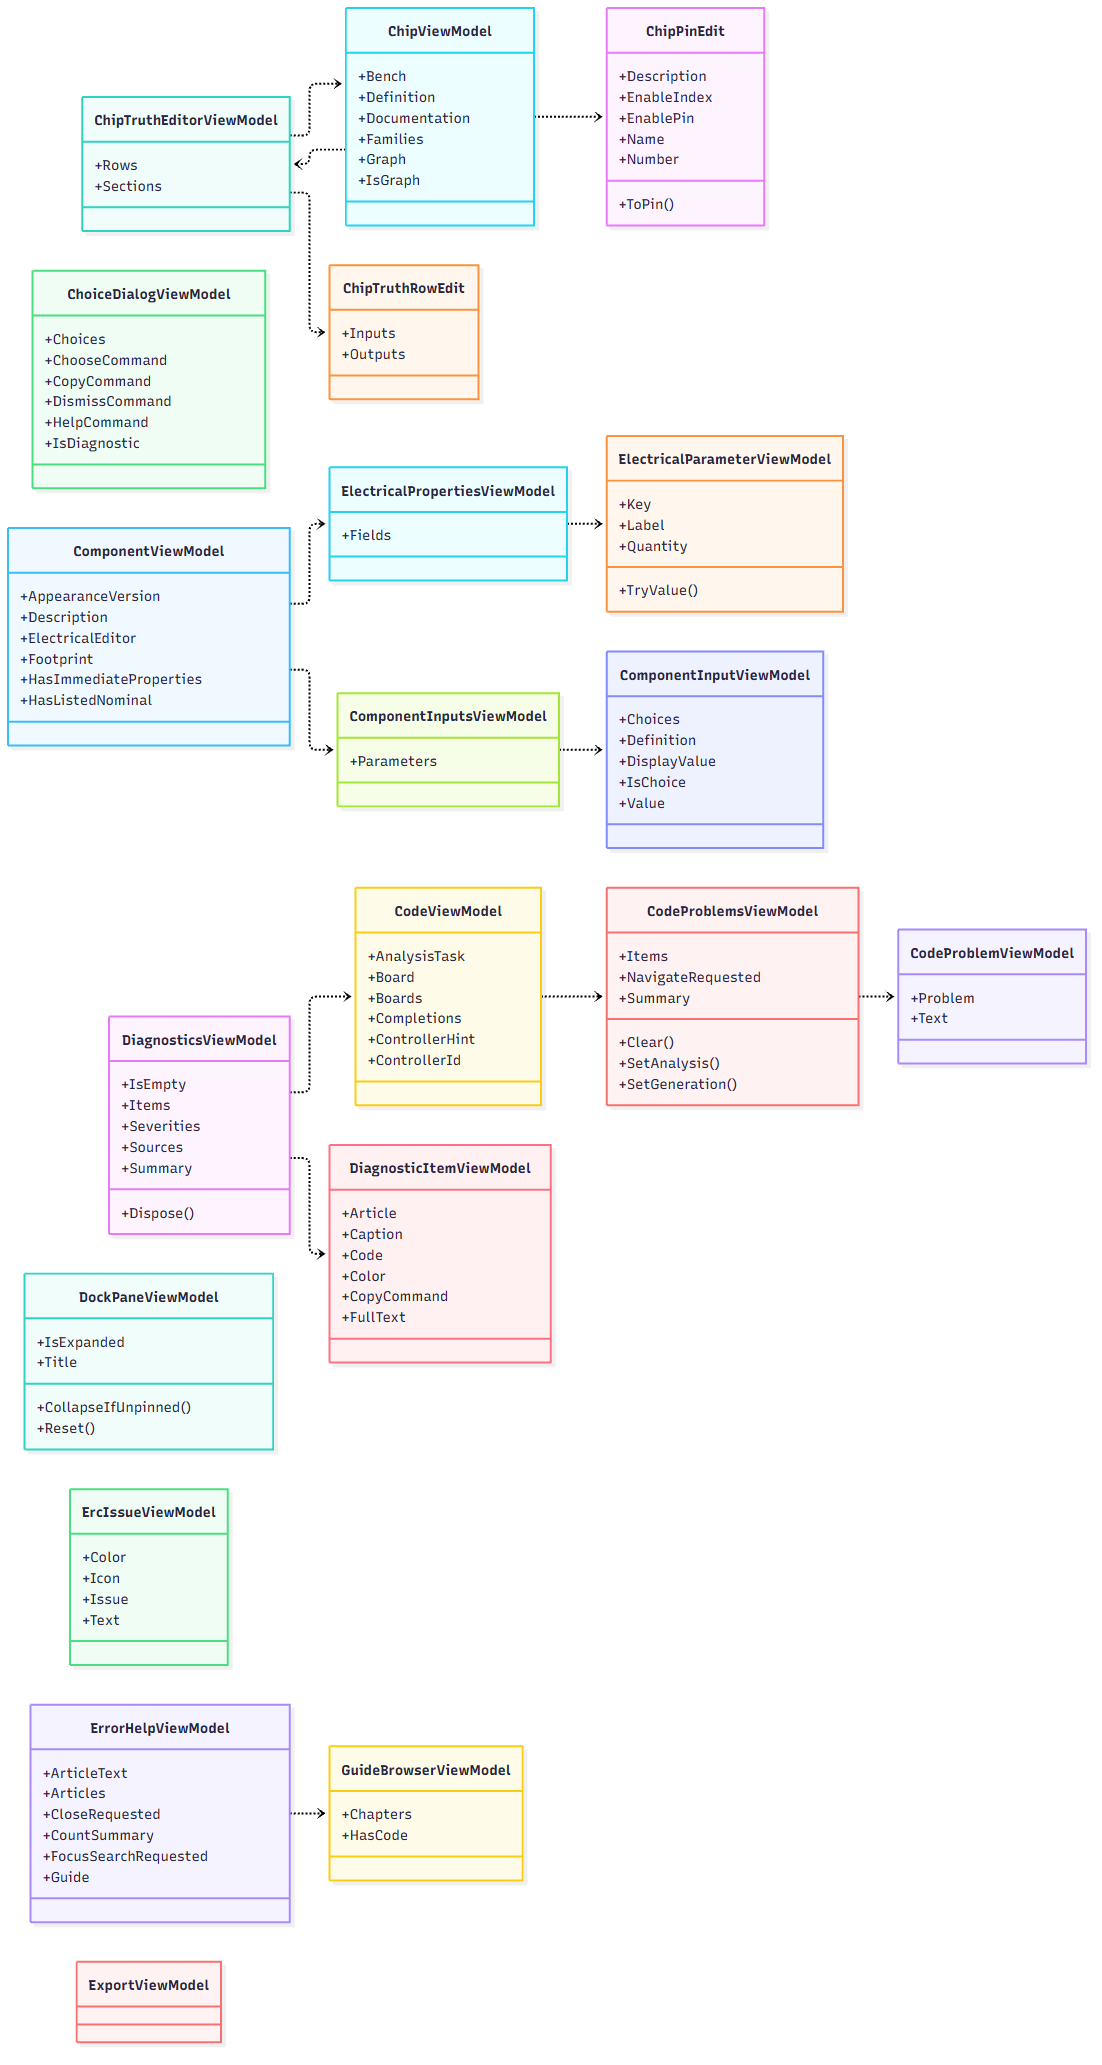 ChipViewModel
+Bench
+Definition
+Documentation
+Families
+Graph
+IsGraph
ChipPinEdit
+Description
+EnableIndex
+EnablePin
+Name
+Number
+ToPin()
ChipTruthEditorViewModel
+Rows
+Sections
ChipTruthRowEdit
+Inputs
+Outputs
ChoiceDialogViewModel
+Choices
+ChooseCommand
+CopyCommand
+DismissCommand
+HelpCommand
+IsDiagnostic
ElectricalPropertiesViewModel
+Fields
ElectricalParameterViewModel
+Key
+Label
+Quantity
+TryValue()
ComponentViewModel
+AppearanceVersion
+Description
+ElectricalEditor
+Footprint
+HasImmediateProperties
+HasListedNominal
ComponentInputsViewModel
+Parameters
ComponentInputViewModel
+Choices
+Definition
+DisplayValue
+IsChoice
+Value
CodeViewModel
+AnalysisTask
+Board
+Boards
+Completions
+ControllerHint
+ControllerId
CodeProblemsViewModel
+Items
+NavigateRequested
+Summary
+Clear()
+SetAnalysis()
+SetGeneration()
CodeProblemViewModel
+Problem
+Text
DiagnosticsViewModel
+IsEmpty
+Items
+Severities
+Sources
+Summary
+Dispose()
DiagnosticItemViewModel
+Article
+Caption
+Code
+Color
+CopyCommand
+FullText
DockPaneViewModel
+IsExpanded
+Title
+CollapseIfUnpinned()
+Reset()
ErcIssueViewModel
+Color
+Icon
+Issue
+Text
ErrorHelpViewModel
+ArticleText
+Articles
+CloseRequested
+CountSummary
+FocusSearchRequested
+Guide
GuideBrowserViewModel
+Chapters
+HasCode
ExportViewModel